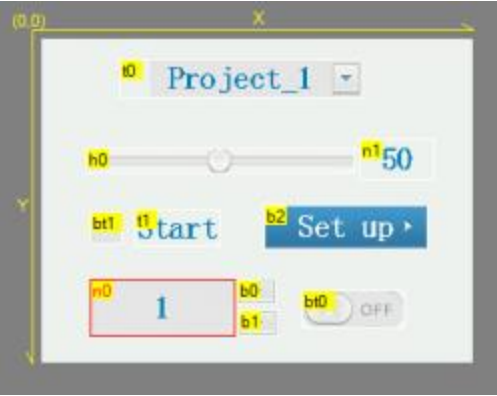 (0,0) X
t0 Project_1
h0 n1 50
Y
bt1 t1 Start b2 Set up
n0 1 b0 bt0 OFF
b1